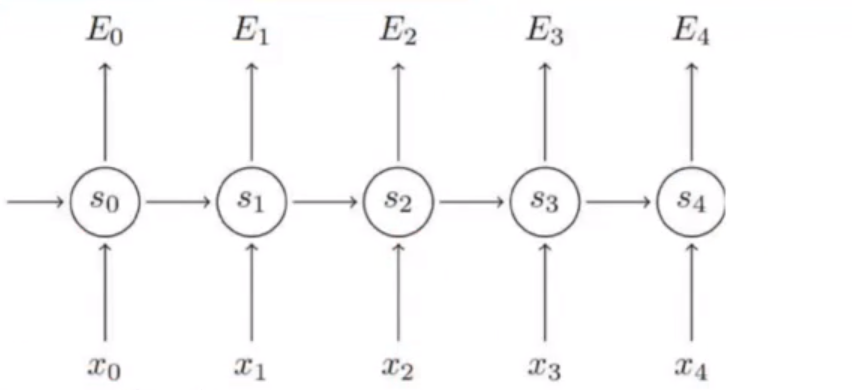 E₀ E₁ E₂ E₃ E₄
s₀ s₁ s₂ s₃ s₄
x₀ x₁ x₂ x₃ x₄